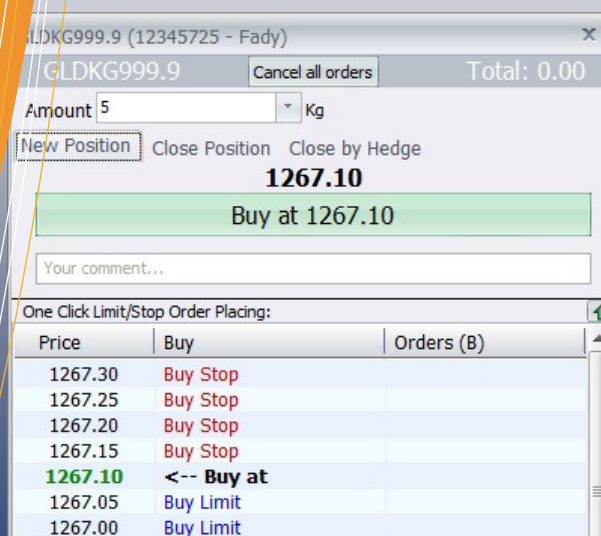 GLDKG999.9 (12345725 - Fady) x
GLDKG999.9 Cancel all orders Total: 0.00
Amount 5 Kg
New Position Close Position Close by Hedge
1267.10
Buy at 1267.10
Your comment...
One Click Limit/Stop Order Placing:
Price Buy Orders (B)
1267.30 Buy Stop
1267.25 Buy Stop
1267.20 Buy Stop
1267.15 Buy Stop
1267.10 <-- Buy at
1267.05 Buy Limit
1267.00 Buy Limit